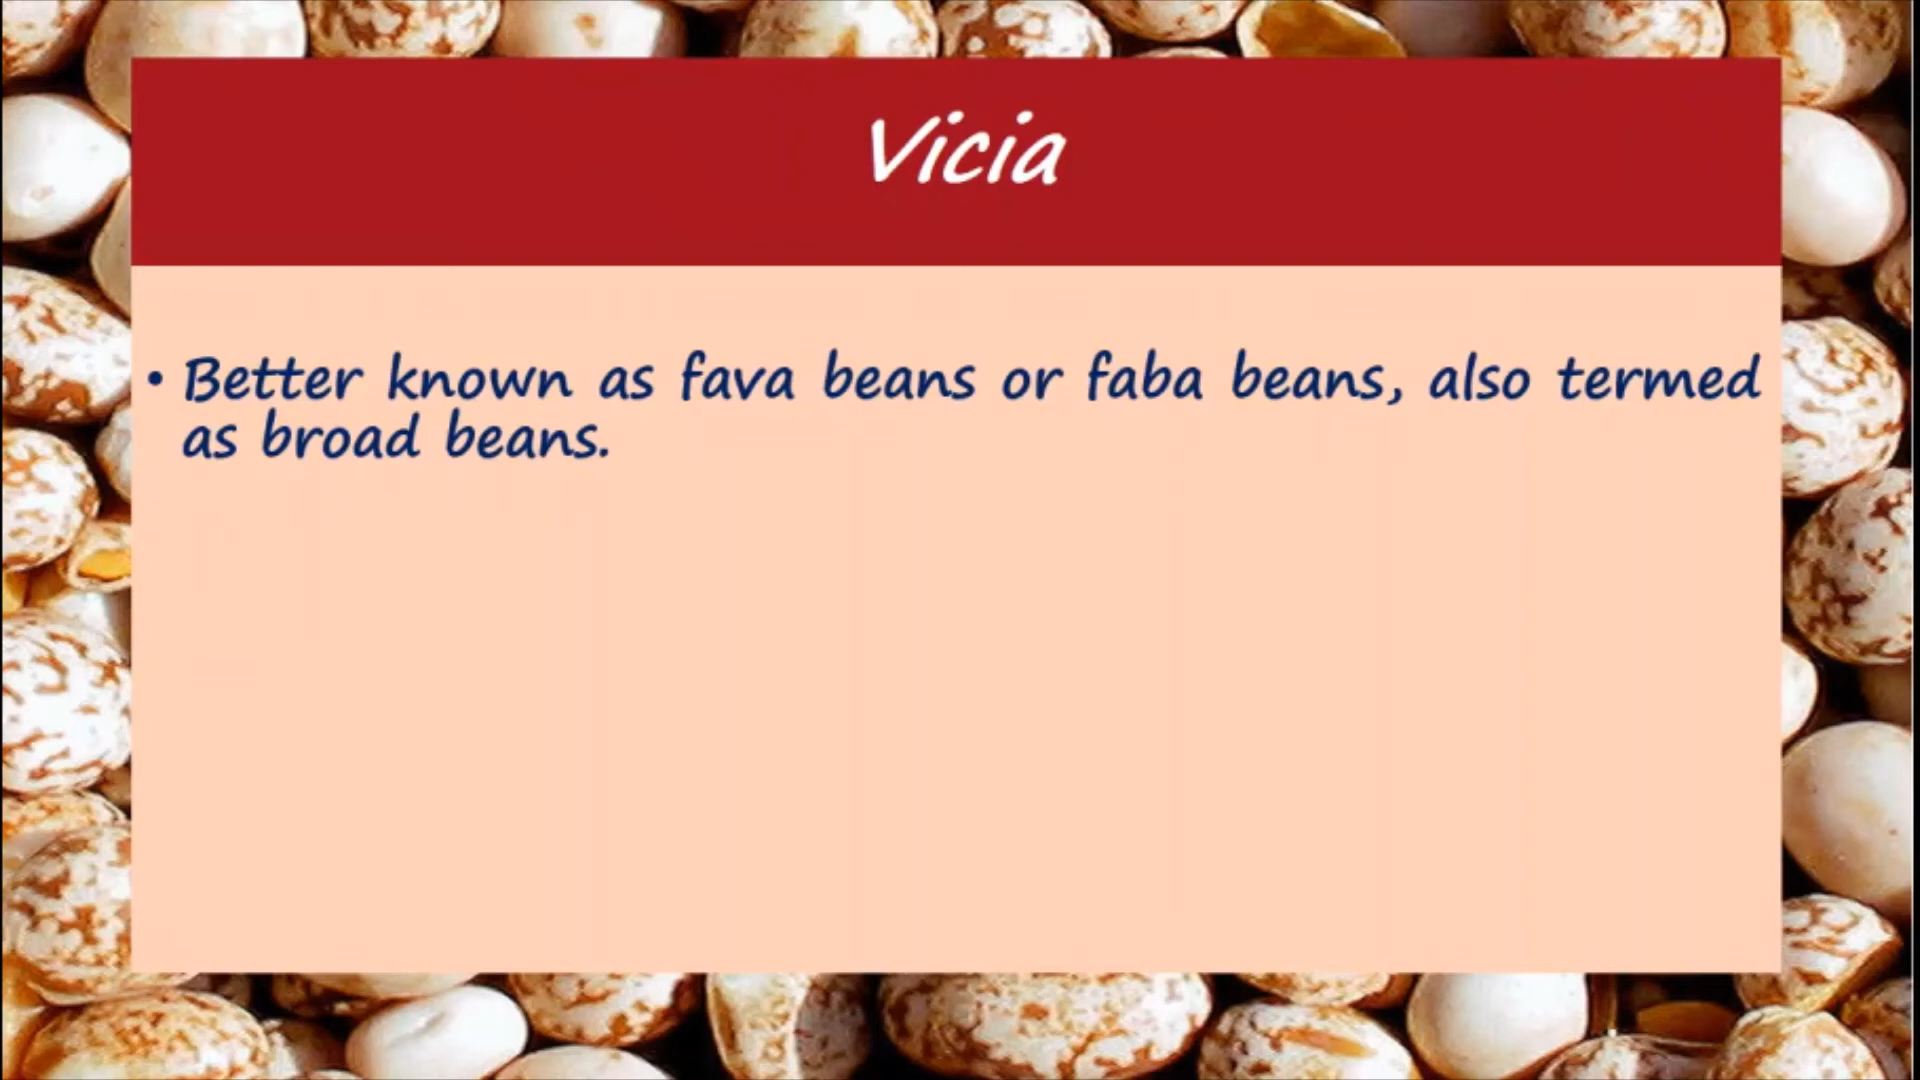 Vicia
• Better known as fava beans or faba beans, also termed
as broad beans.